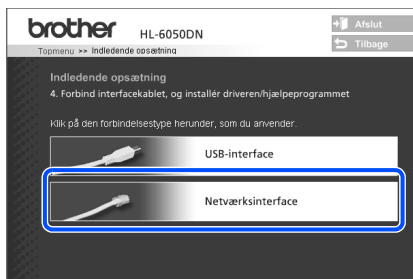 brother HL-6050DN
Afslut
Topmenu >> Indledende opsætning
Tilbage
Indledende opsætning
4. Forbind interfacekablet, og installér driveren/hjælpeprogrammet
Klik på den forbindelsestype herunder, som du anvender.
USB-interface
Netværksinterface